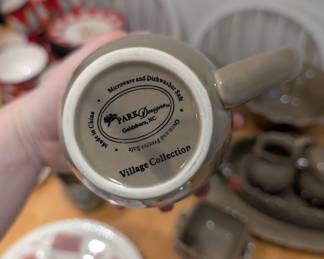 Microwave and Dishwasher Safe
PARK Designs
Goldsboro, NC
Made in China
Oven and Freezer Safe
Village Collection